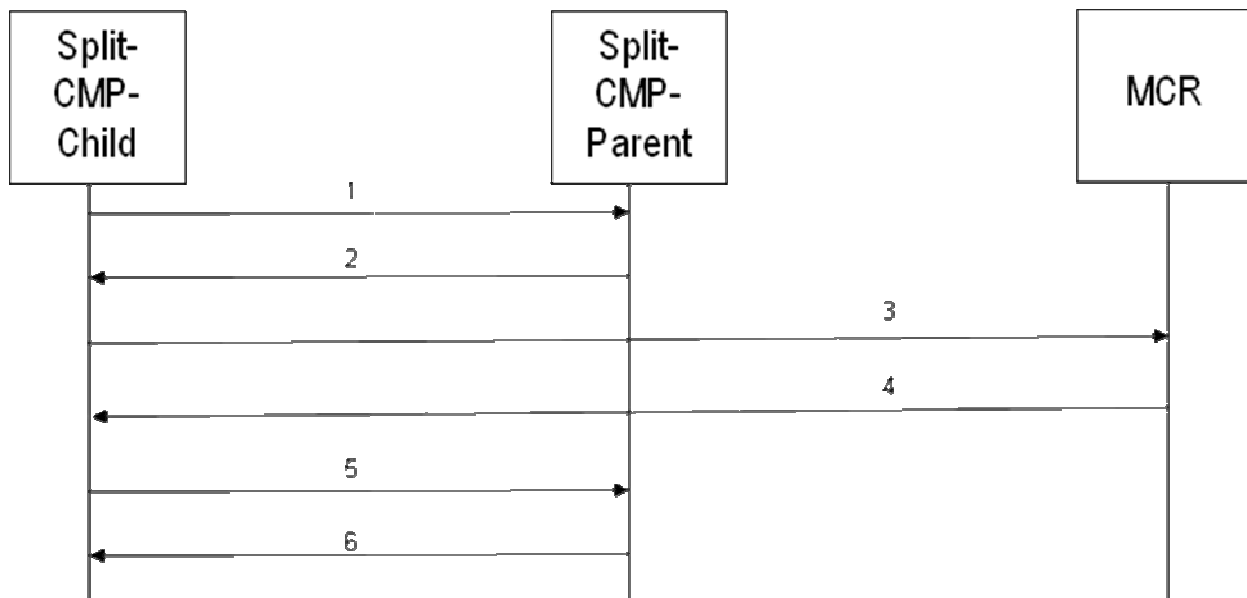 Split-
CMP-
Child
Split-
CMP-
Parent
MCR
1
2
3
4
5
6